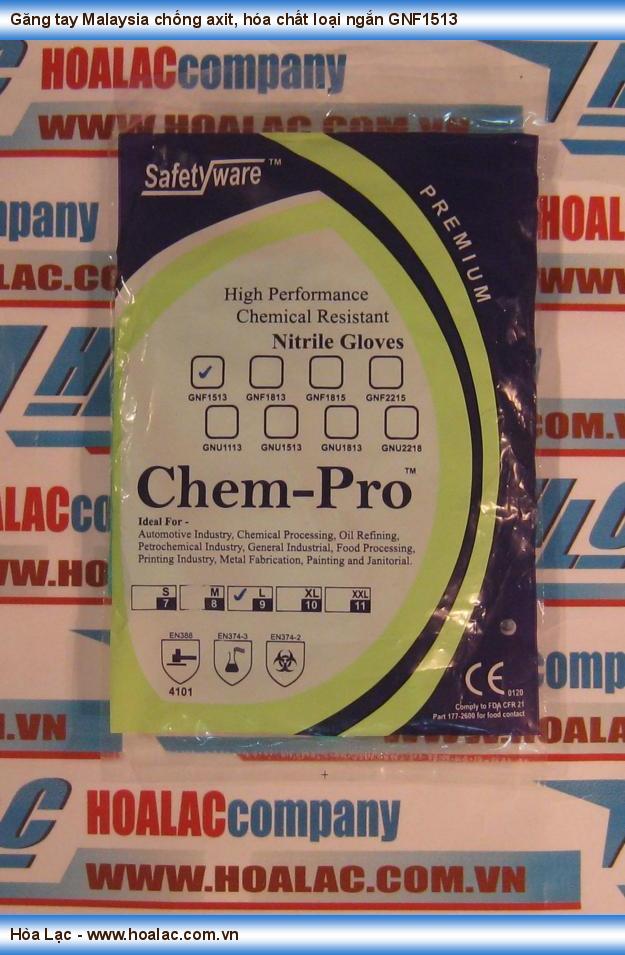 Găng tay Malaysia chống axit, hóa chất loại ngắn GNF1513
HOALACcompany
WWW.HOALAC.COM.VN
Safetyware™
PREMIUM
High Performance
Chemical Resistant
Nitrile Gloves
GNF1513 GNF1813 GNF1815 GNF2215
GNU1113 GNU1513 GNU1813 GNU2218
Chem-Pro™
Ideal For -
Automotive Industry, Chemical Processing, Oil Refining,
Petrochemical Industry, General Industrial, Food Processing,
Printing Industry, Metal Fabrication, Painting and Janitorial.
S 7 M 8 L 9 XL 10 XXL 11
EN388 EN374-3 EN374-2
4101
CE 0120
Comply to FDA CFR 21
Part 177-2600 for food contact
HOALACcompany
WWW.HOALAC.COM.VN
Hòa Lạc - www.hoalac.com.vn